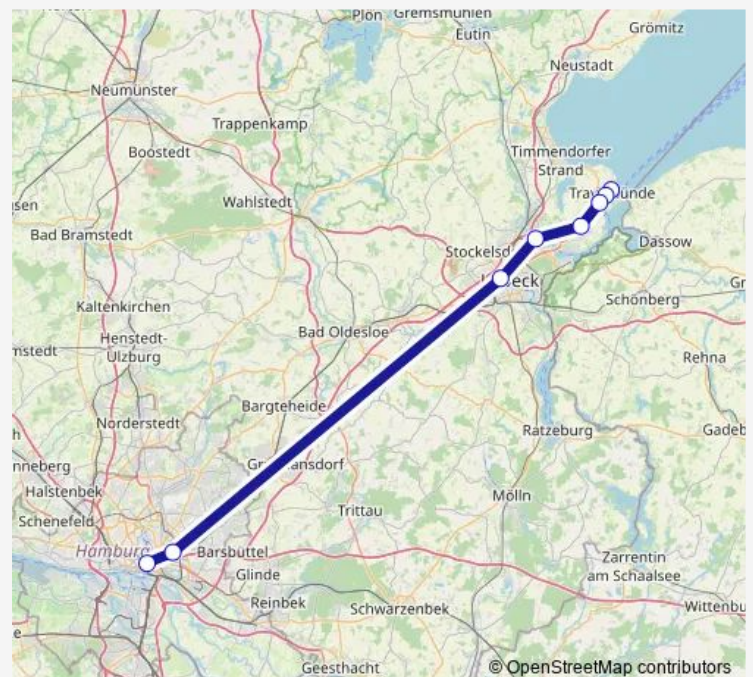 Plön
Gremsmühlen
Eutin
Grömitz
Neustadt
Neumünster
Trappenkamp
Boostedt
Timmendorfer
Strand
Wahlstedt
Bad Bramstedt
Dassow
Stockelsd
Schönberg
Kaltenkirchen
Bad Oldesloe
Henstedt-
Ulzburg
mstedt
Rehna
Bargteheide
Norderstedt
Ratzeburg
Gadeb
nneberg
Halstenbek
Mölln
Trittau
Schenefeld
Hamburg
Barsbüttel
Glinde
Zarrentin
am Schaalsee
Reinbek
Schwarzenbek
Wittenbu
Geesthacht
© OpenStreetMap contributors